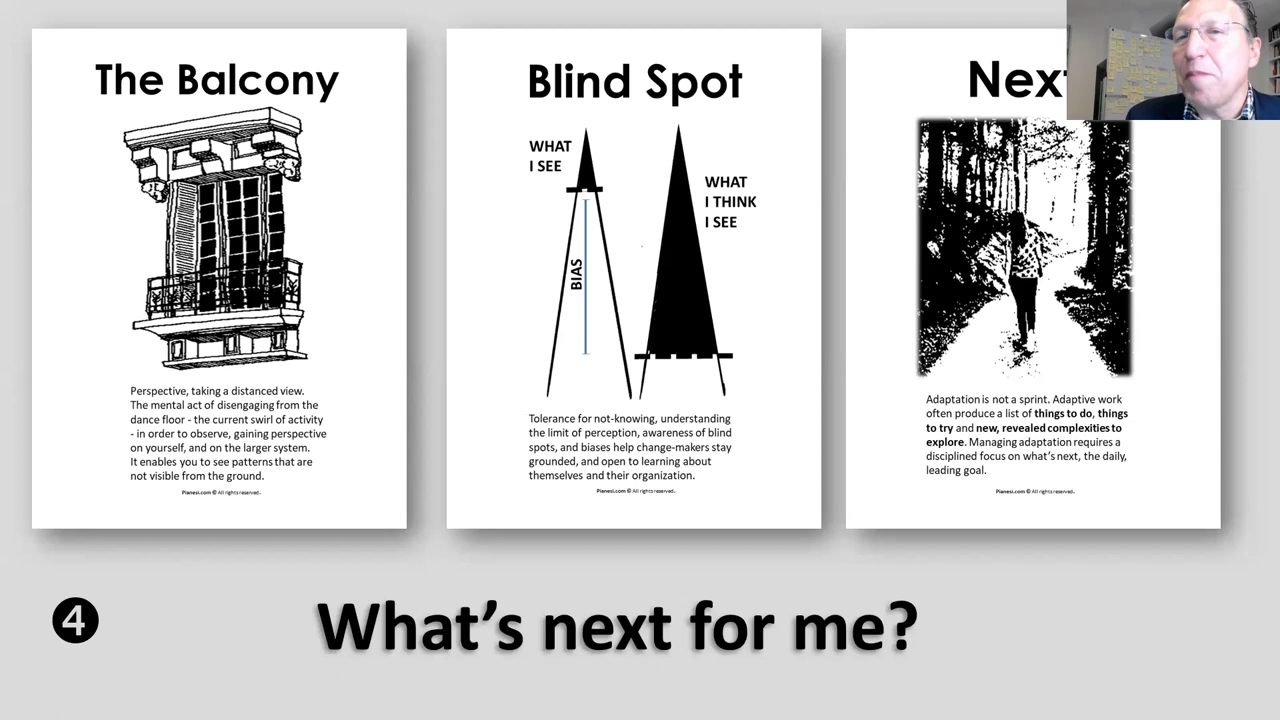 The Balcony
Perspective, taking a distanced view.
The mental act of disengaging from the
dance floor - the current swirl of activity
- in order to observe, gaining perspective
on yourself, and on the larger system.
It enables you to see patterns that are
not visible from the ground.
Pianesi.com © All rights reserved.
Blind Spot
WHAT
I SEE
WHAT
I THINK
I SEE
BIAS
Tolerance for not-knowing, understanding
the limit of perception, awareness of blind
spots, and biases help change-makers stay
grounded, and open to learning about
themselves and their organization.
Pianesi.com © All rights reserved.
Next
Adaptation is not a sprint. Adaptive work
often produce a list of things to do, things
to try and new, revealed complexities to
explore. Managing adaptation requires a
disciplined focus on what's next, the daily,
leading goal.
Pianesi.com © All rights reserved.
4
What's next for me?